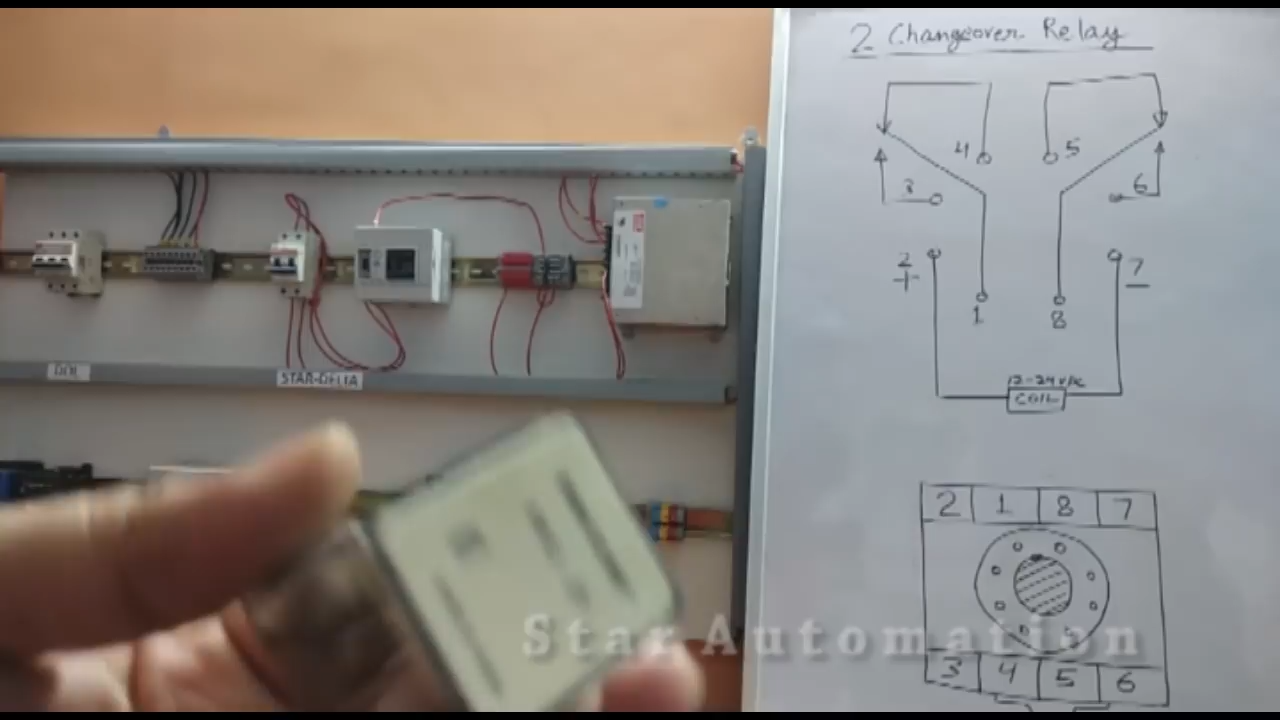 2 Changeover Relay
4
5
3
6
2
7
+
-
1
8
12-24 V
COIL
DOL
STAR-DELTA
2 1 8 7
Star Automation
3 4 5 6